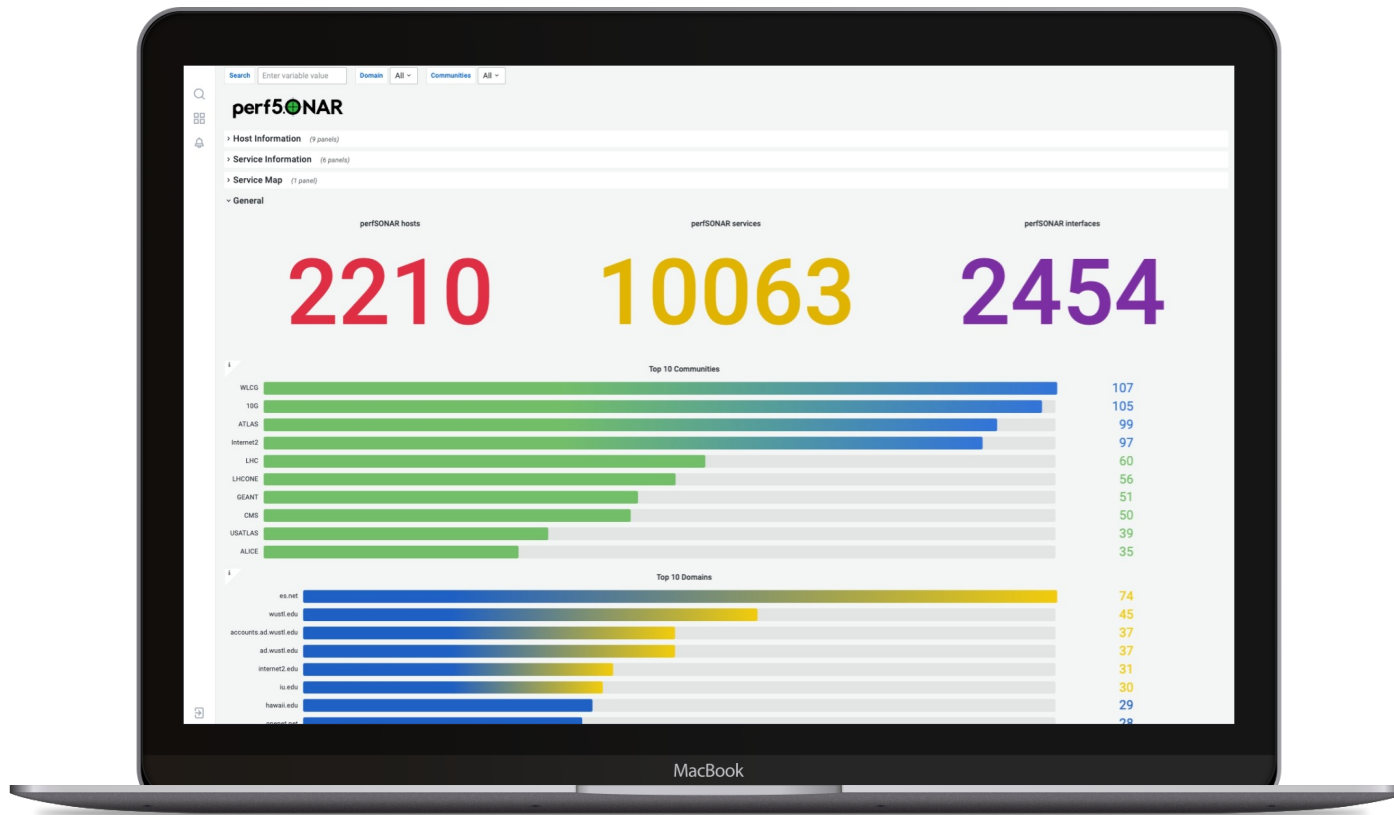 Search Enter variable value Domain All Communities All
perf5.NAR
Host Information (9 panels)
Service Information (6 panels)
Service Map (1 panel)
General
perfSONAR hosts perfSONAR services perfSONAR interfaces
2210 10063 2454
i
Top 10 Communities
WLCG 107
10G 105
ATLAS 99
Internet2 97
LHC 60
LHCONE 56
GEANT 51
CMS 50
USATLAS 39
ALICE 35
i
Top 10 Domains
es.net 74
wustl.edu 45
accounts.ad.wustl.edu 37
ad.wustl.edu 37
internet2.edu 31
iu.edu 30
hawaii.edu 29
28
MacBook